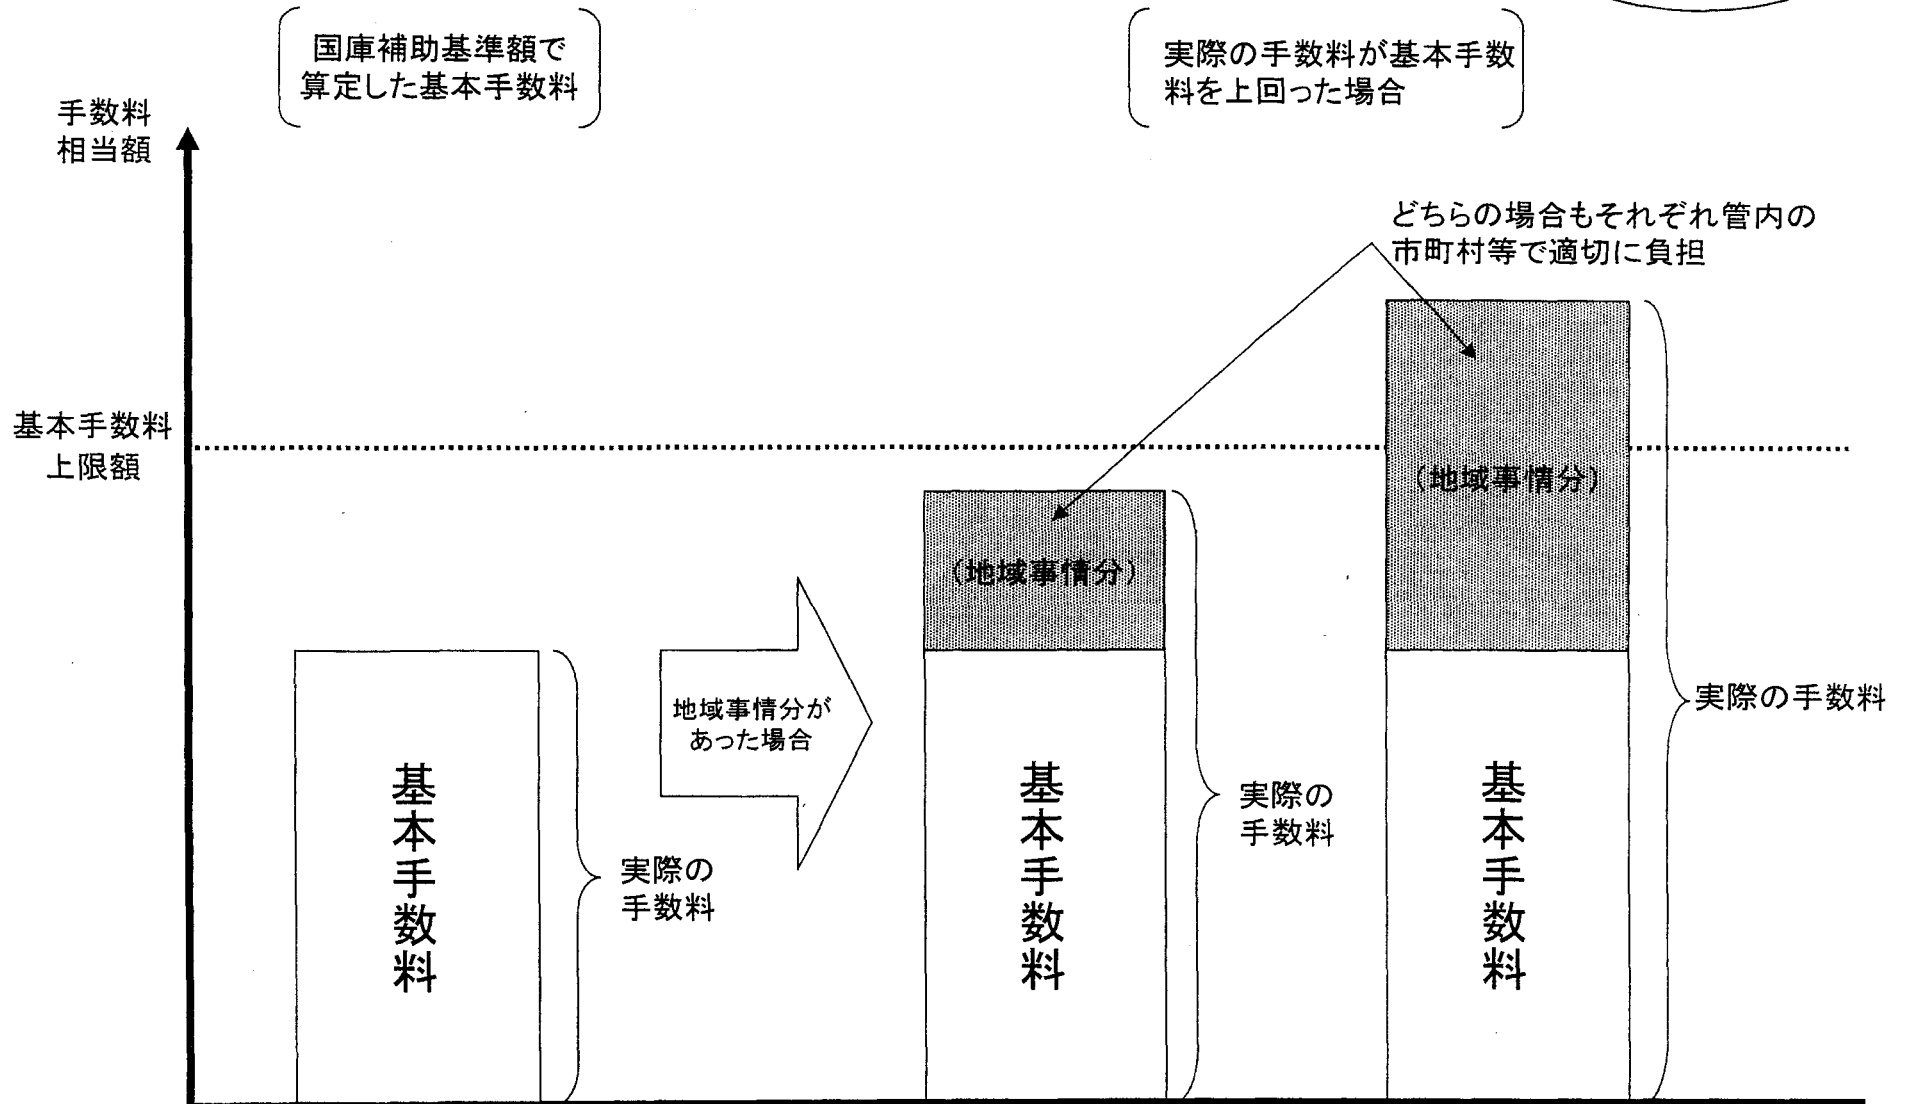 国庫補助基準額で
算定した基本手数料
実際の手数料が基本手数
料を上回った場合
手数料
相当額
どちらの場合もそれぞれ管内の
市町村等で適切に負担
基本手数料
上限額
(地域事情分)
(地域事情分)
地域事情分が
あった場合
基本手数料
実際の
手数料
基本手数料
実際の
手数料
基本手数料
実際の手数料